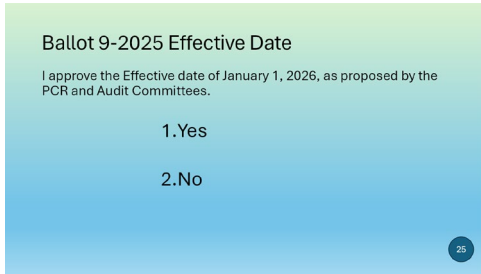 Ballot 9-2025 Effective Date
I approve the Effective date of January 1, 2026, as proposed by the
PCR and Audit Committees.
1.Yes
2.No
25